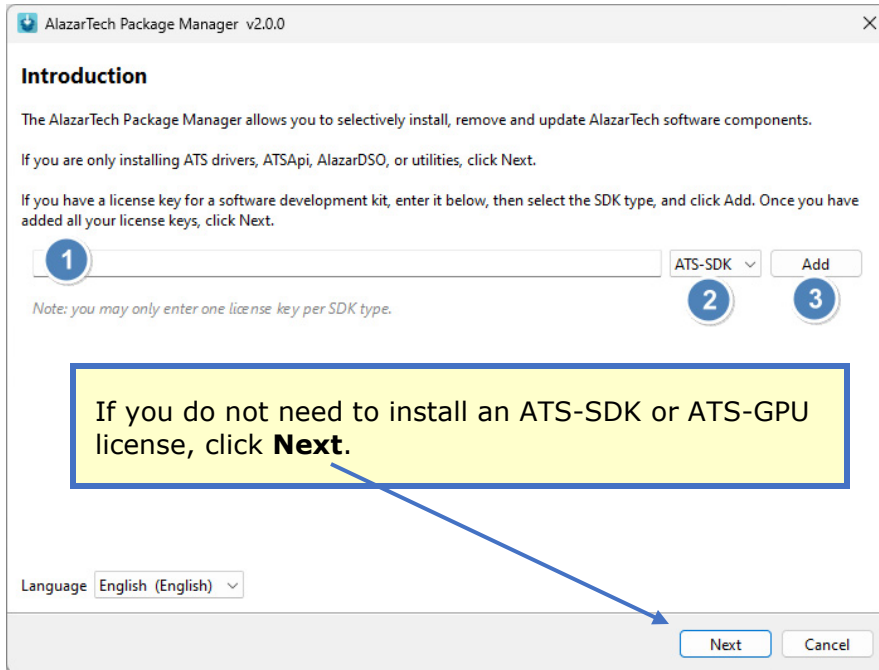 AlazarTech Package Manager v2.0.0
Introduction
The AlazarTech Package Manager allows you to selectively install, remove and update AlazarTech software components.
If you are only installing ATS drivers, ATSApi, AlazarDSO, or utilities, click Next.
If you have a license key for a software development kit, enter it below, then select the SDK type, and click Add. Once you have
added all your license keys, click Next.
1
ATS-SDK
Add
2
3
Note: you may only enter one license key per SDK type.
If you do not need to install an ATS-SDK or ATS-GPU
license, click Next.
Language English (English)
Next
Cancel